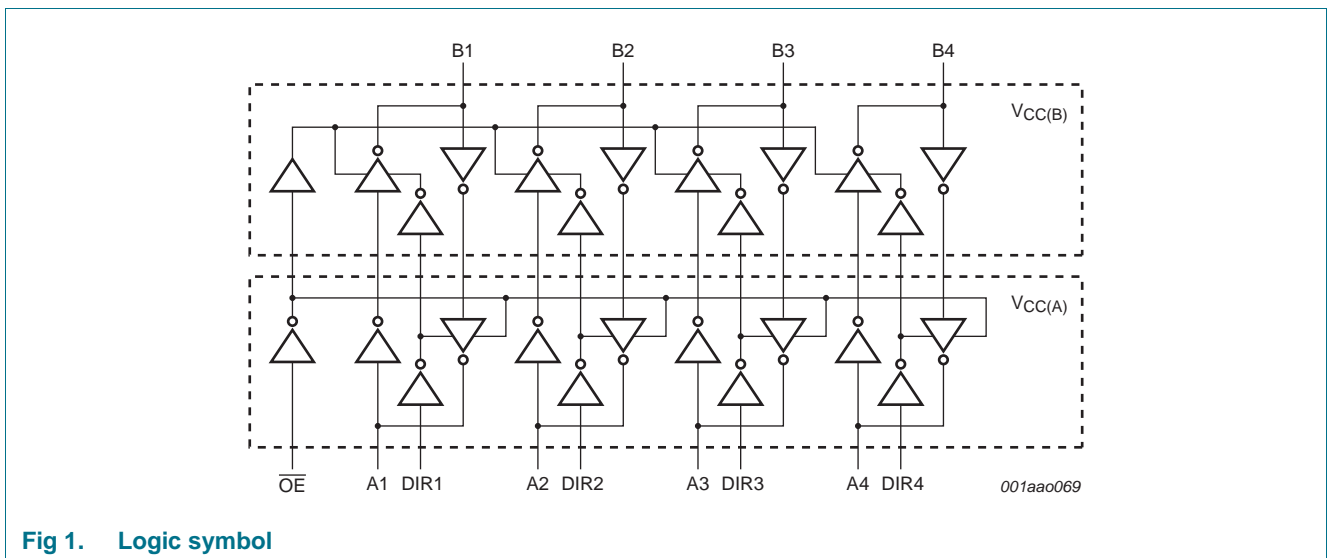 B1 B2 B3 B4
VCC(B)
VCC(A)
OE A1 DIR1 A2 DIR2 A3 DIR3 A4 DIR4
001aao069
Fig 1. Logic symbol